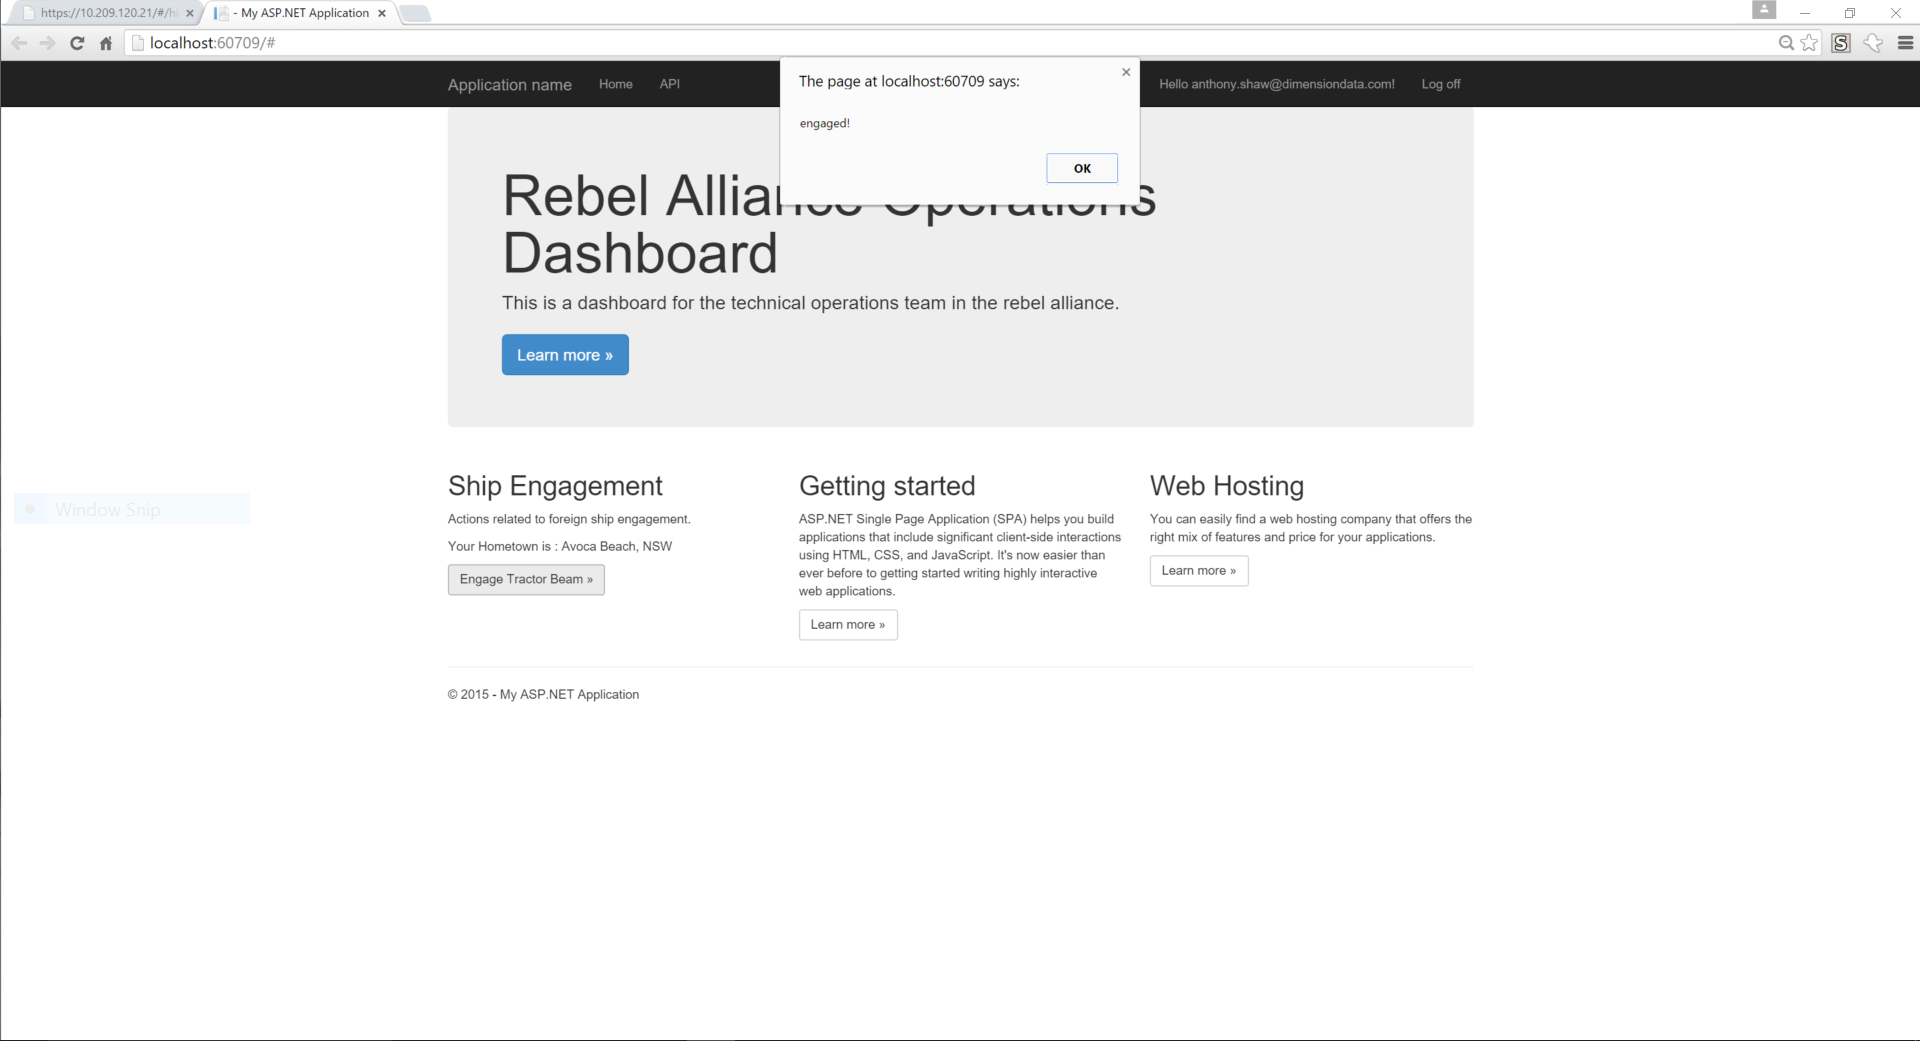 https://10.209.120.21/#/h
- My ASP.NET Application
localhost:60709/#
Application name Home API
Hello anthony.shaw@dimensiondata.com! Log off
The page at localhost:60709 says:
engaged!
OK
Rebel Alliance Operations
Dashboard
This is a dashboard for the technical operations team in the rebel alliance.
Learn more »
Ship Engagement
Actions related to foreign ship engagement.
Your Hometown is : Avoca Beach, NSW
Engage Tractor Beam »
Getting started
ASP.NET Single Page Application (SPA) helps you build
applications that include significant client-side interactions
using HTML, CSS, and JavaScript. It's now easier than
ever before to getting started writing highly interactive
web applications.
Learn more »
Web Hosting
You can easily find a web hosting company that offers the
right mix of features and price for your applications.
Learn more »
Window Snip
© 2015 - My ASP.NET Application